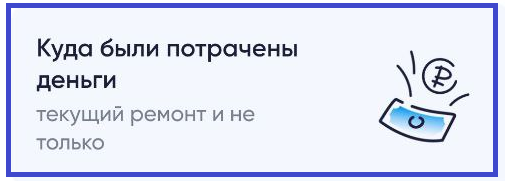 Куда были потрачены
деньги
текущий ремонт и не
только